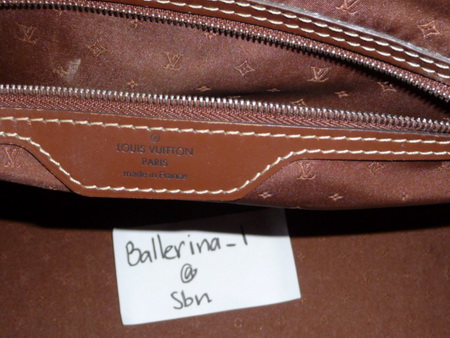 LOUIS VUITTON
PARIS
made in France
Ballerina_1
@
Sbn